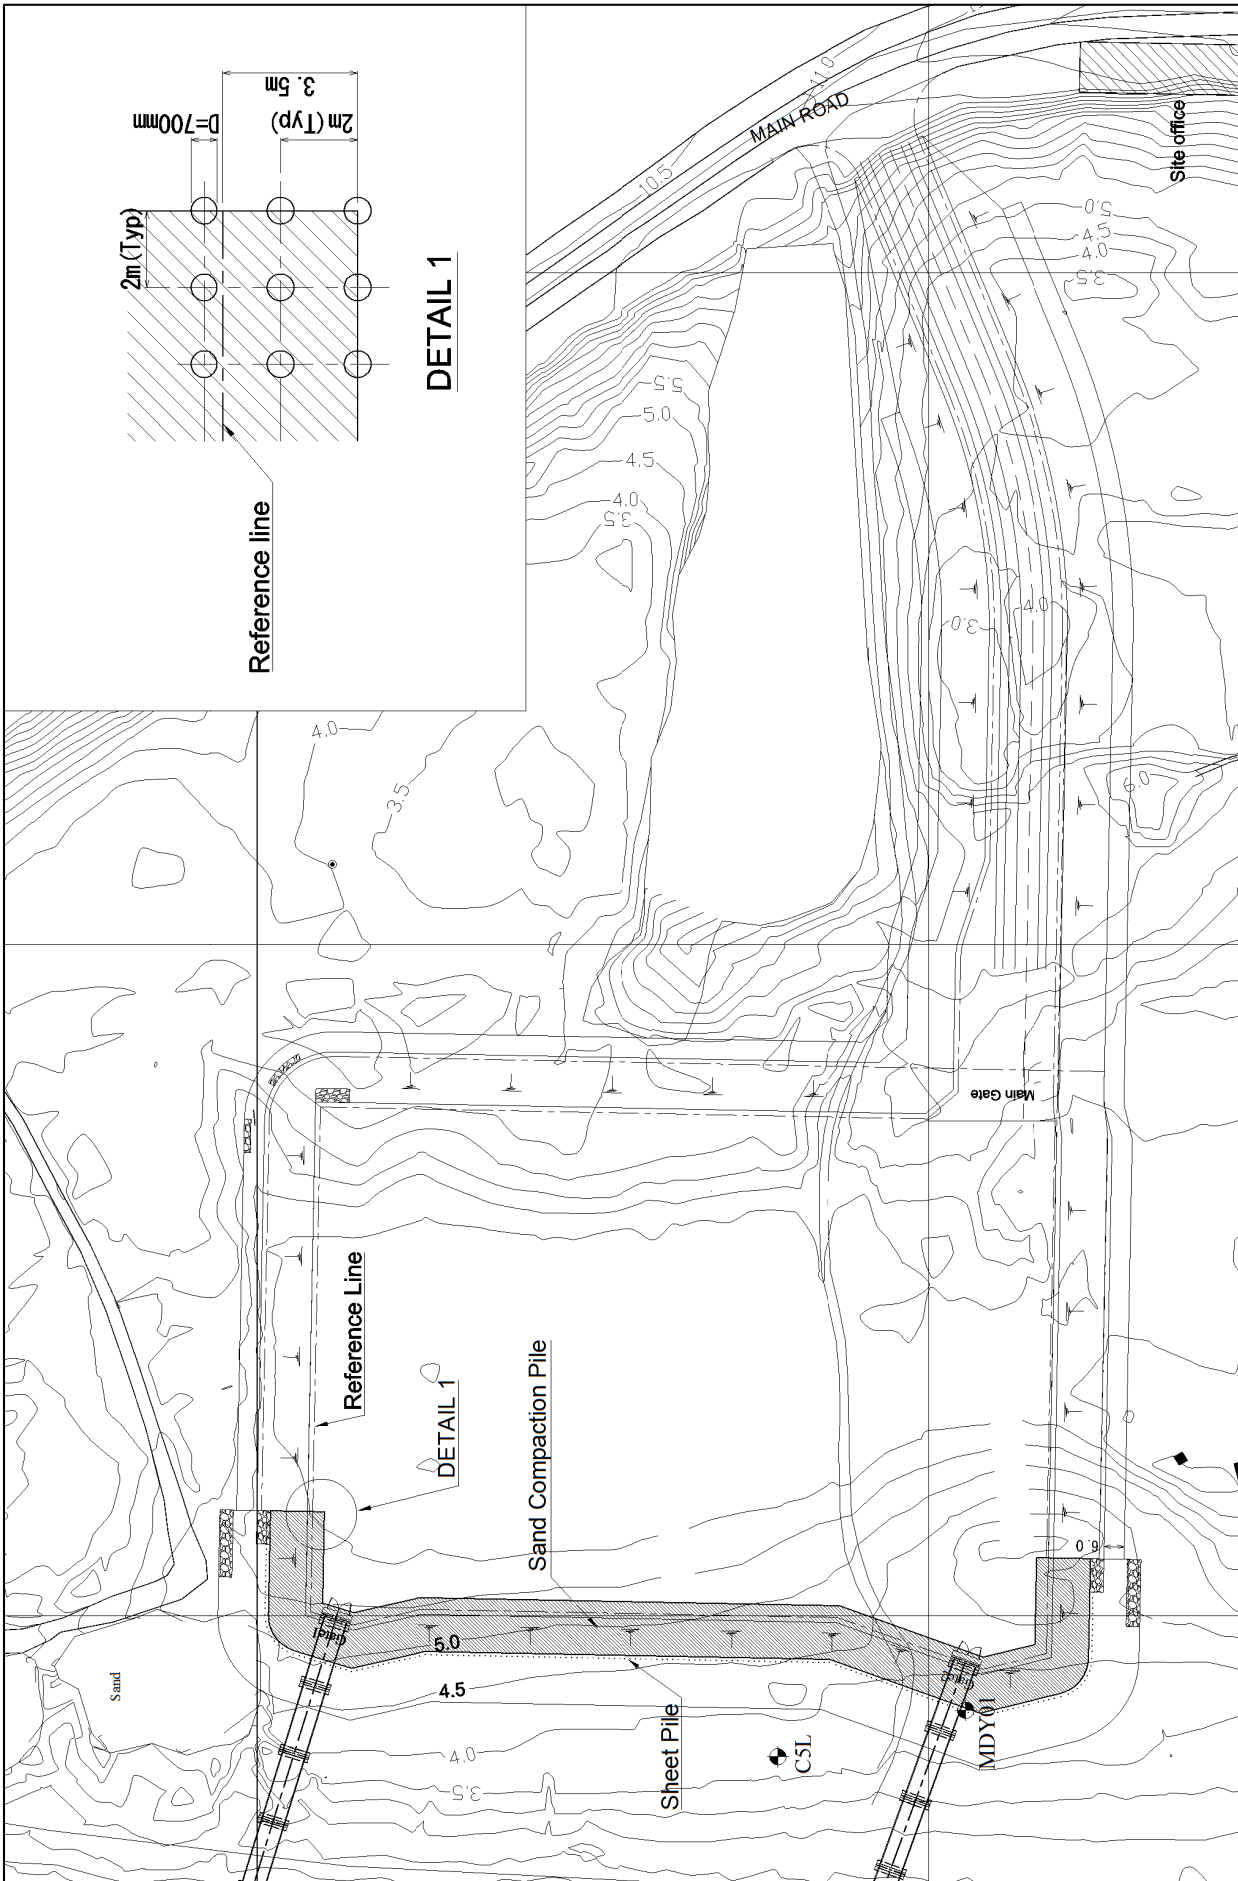 3.5m
2m(Typ)
D=700mm
2m(Typ)
DETAIL 1
Reference line
MAIN ROAD
11.0
10.5
Site office
5.0
4.5
4.0
3.5
5.5
5.0
4.5
4.0
3.5
4.0
3.0
6.0
4.0
3.5
Main Gate
Reference Line
DETAIL 1
Sand Compaction Pile
6.0
Sand
5.0
4.5
4.0
3.5
Sheet Pile
C5L
MDY01